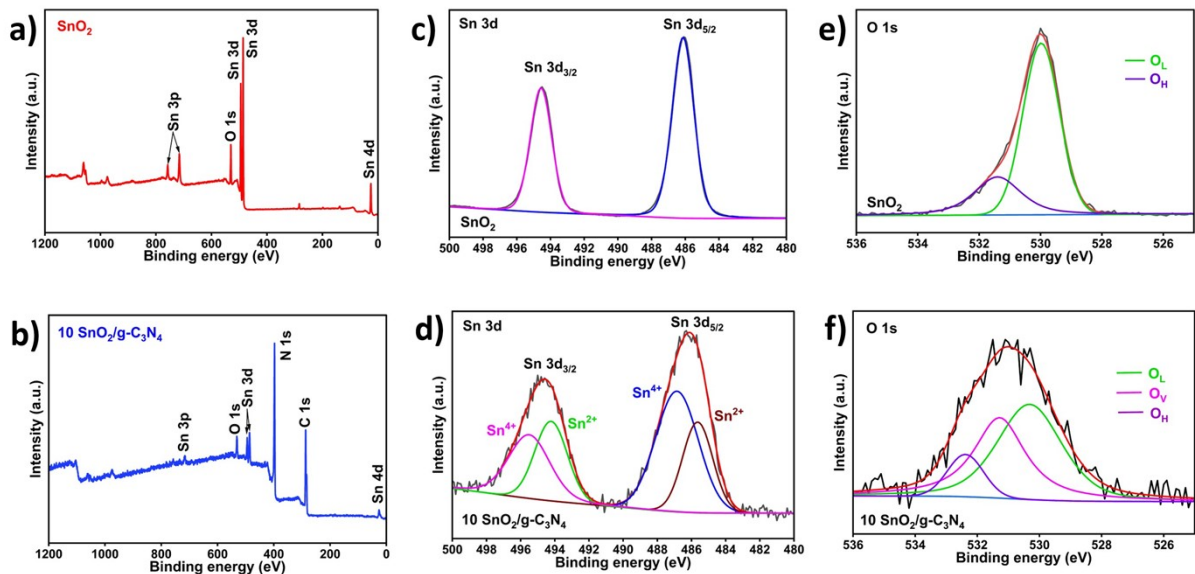 a)
SnO₂
Sn 3p
O 1s
Sn 3d
Sn 3d
Sn 4d
Intensity (a.u.)
1200 1000 800 600 400 200 0
Binding energy (eV)
c)
Sn 3d
Sn 3d₃/₂
Sn 3d₅/₂
SnO₂
Intensity (a.u.)
500 498 496 494 492 490 488 486 484 482 480
Binding energy (eV)
e)
O 1s
O_L
O_H
SnO₂
Intensity (a.u.)
536 534 532 530 528 526
Binding energy (eV)
b)
10 SnO₂/g-C₃N₄
Sn 3p
O 1s
Sn 3d
N 1s
C 1s
Sn 4d
Intensity (a.u.)
1200 1000 800 600 400 200 0
Binding energy (eV)
d)
Sn 3d
Sn 3d₃/₂
Sn 3d₅/₂
Sn⁴⁺
Sn²⁺
Sn⁴⁺
Sn²⁺
10 SnO₂/g-C₃N₄
Intensity (a.u.)
500 498 496 494 492 490 488 486 484 482 480
Binding energy (eV)
f)
O 1s
O_L
O_V
O_H
10 SnO₂/g-C₃N₄
Intensity (a.u.)
536 534 532 530 528 526
Binding energy (eV)